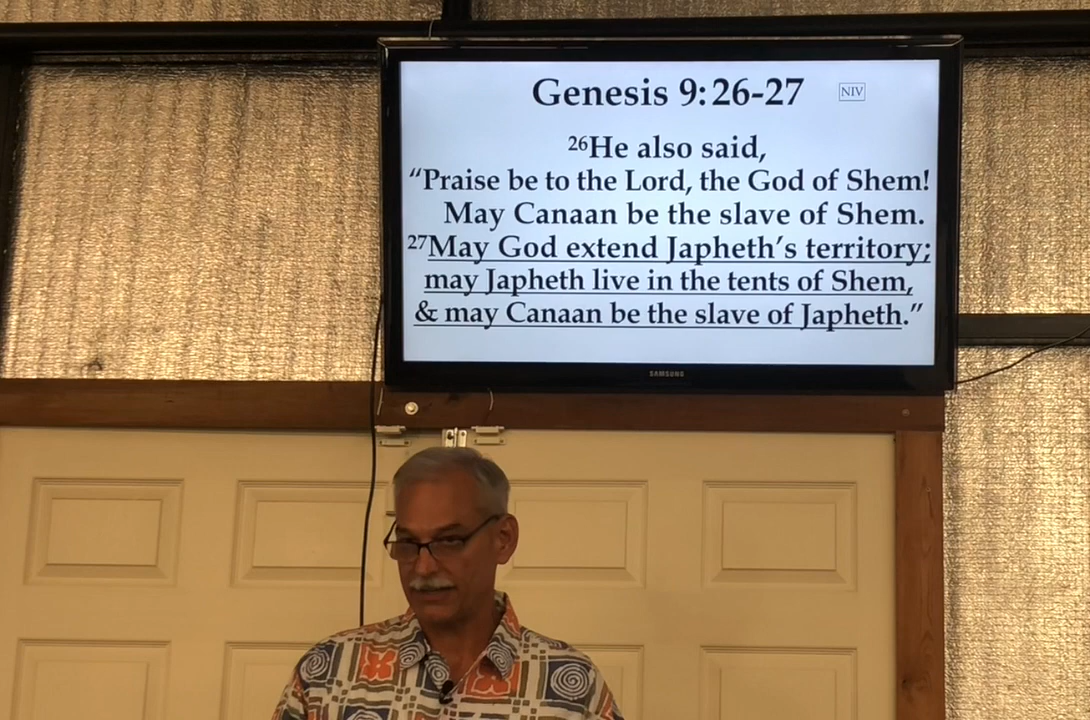 Genesis 9:26-27 NIV
26He also said,
“Praise be to the Lord, the God of Shem!
May Canaan be the slave of Shem.
27May God extend Japheth’s territory;
may Japheth live in the tents of Shem,
& may Canaan be the slave of Japheth.”
SAMSUNG